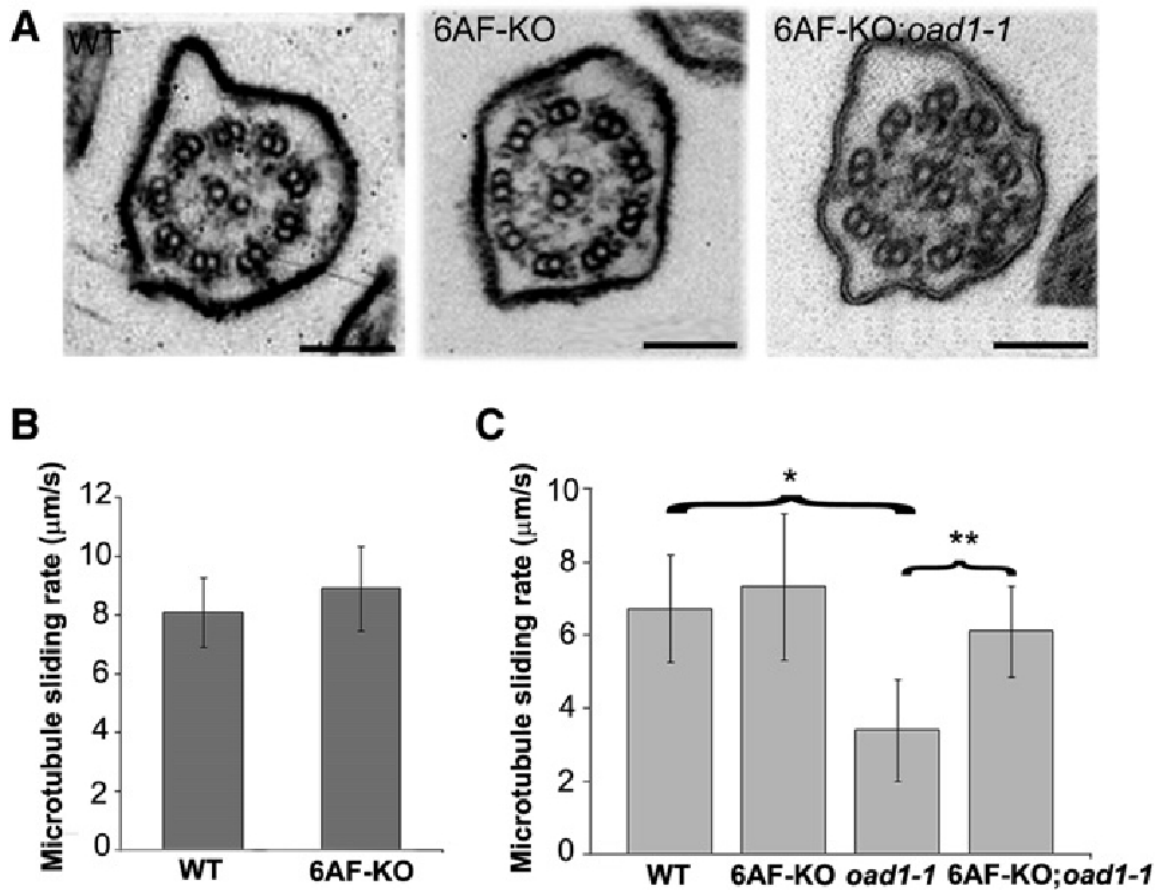 A
WT
6AF-KO
6AF-KO;oad1-1
B
Microtubule sliding rate (μm/s)
12
10
8
6
4
2
0
WT
6AF-KO
C
Microtubule sliding rate (μm/s)
10
8
6
4
2
0
*
**
WT
6AF-KO
oad1-1
6AF-KO;oad1-1